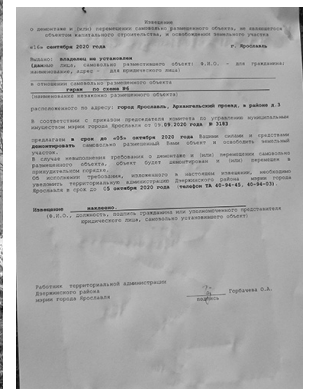 Извещение
о демонтаже и (или) перемещении самовольно размещенного объекта, не являющегося
объектом капитального строительства, и освобождении земельного участка
«16» сентября 2020 года г. Ярославль
Выдано: владелец не установлен
(данные лица, самовольно разместившего объект: Ф.И.О. - для гражданина;
наименование, адрес - для юридического лица)
в отношении самовольно размещенного объекта
гараж по схеме №6
(наименование незаконно размещенного объекта)
расположенного по адресу: город Ярославль, Архангельский проезд, в районе д.3
В соответствии с приказом председателя комитета по управлению муниципальным
имуществом мэрии города Ярославля от 09.09.2020 № 3183
предлагаем в срок до «05» октября 2020 года Вашими силами и средствами
демонтировать самовольно размещенный Вами объект и освободить земельный
участок.
В случае невыполнения требования о демонтаже и (или) перемещении самовольно
размещенного объекта, объект будет демонтирован и (или) перемещен в
принудительном порядке.
Об исполнении требования, изложенного в настоящем извещении, необходимо
уведомить территориальную администрацию Дзержинского района мэрии города
Ярославля в срок до 05 октября 2020 года (телефон ТА 40-94-45, 40-94-03).
Извещение наклеено.
(Ф.И.О., должность, подпись гражданина или уполномоченного представителя
юридического лица, самовольно установившего объект)
Работник территориальной администрации
Дзержинского района
мэрии города Ярославля Горбачева
подпись